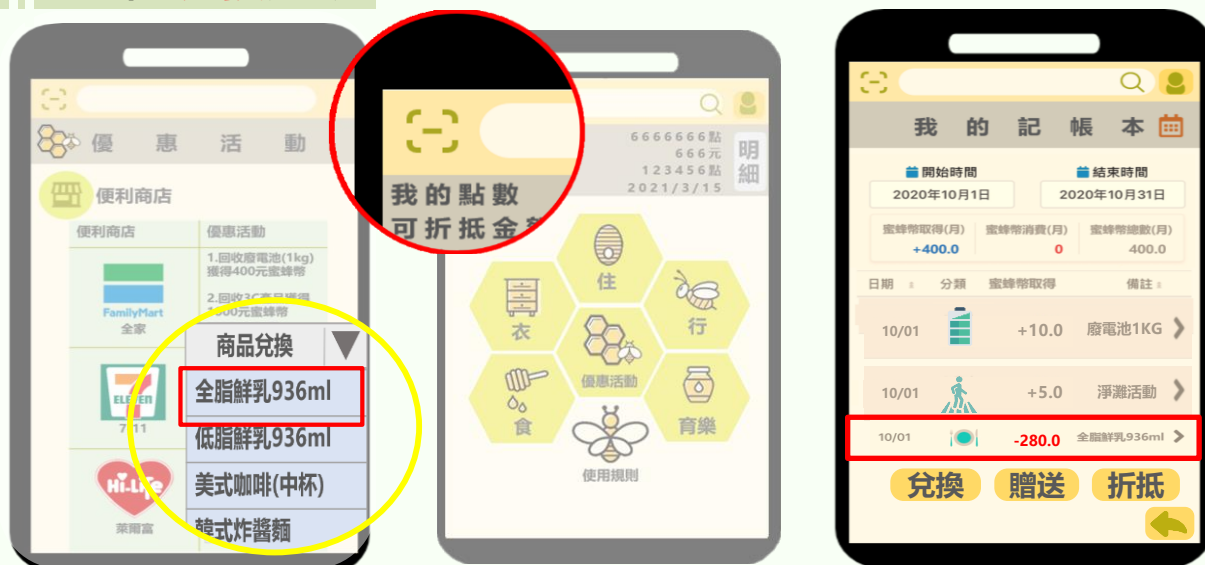 優惠活動
便利商店
便利商店 優惠活動
1.回收廢電池(1kg)
獲得400元蜜蜂幣
2.回收3C產品獲得
1000元蜜蜂幣
FamilyMart
全家
ELEVEN
7-11
Hi-Life
萊爾富
商品兌換
全脂鮮乳936ml
低脂鮮乳936ml
美式咖啡(中杯)
韓式炸醬麵
我的點數
可折抵金額
6666666點
666元
123456點
2021/3/15
明細
住
衣
行
優惠活動
食
育樂
使用規則
我的記帳本
開始時間 結束時間
2020年10月1日 2020年10月31日
蜜蜂幣取得(月) 蜜蜂幣消費(月) 蜜蜂幣總數(月)
+400.0 0 400.0
日期 分類 蜜蜂幣取得 備註
10/01 +10.0 廢電池1KG
10/01 +5.0 淨灘活動
10/01 -280.0 全脂鮮乳936ml
兌換 贈送 折抵